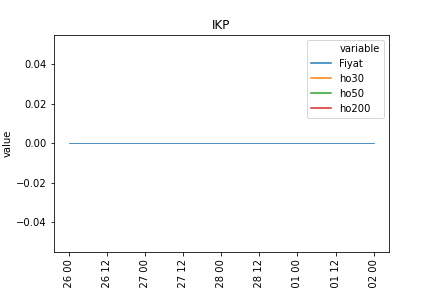 IKP
variable
Fiyat
ho30
ho50
ho200
value
0.04
0.02
0.00
−0.02
−0.04
26 00
26 12
27 00
27 12
28 00
28 12
01 00
01 12
02 00